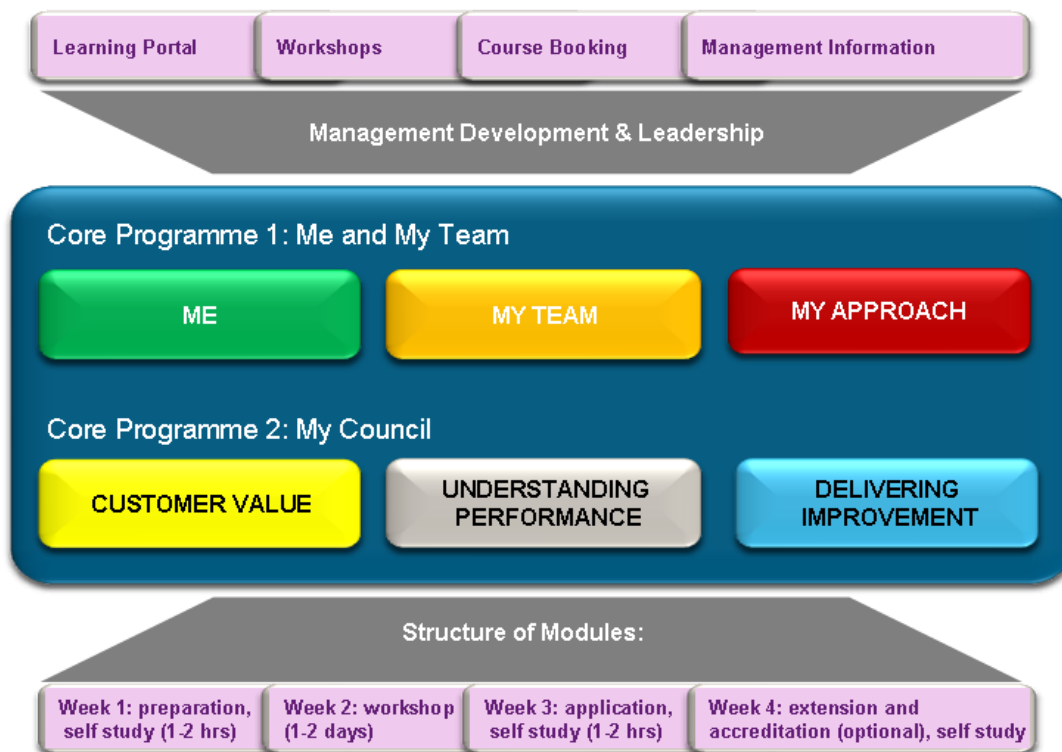 Learning Portal
Workshops
Course Booking
Management Information
Management Development & Leadership
Core Programme 1: Me and My Team
ME
MY TEAM
MY APPROACH
Core Programme 2: My Council
CUSTOMER VALUE
UNDERSTANDING
PERFORMANCE
DELIVERING
IMPROVEMENT
Structure of Modules:
Week 1: preparation,
self study (1-2 hrs)
Week 2: workshop
(1-2 days)
Week 3: application,
self study (1-2 hrs)
Week 4: extension and
accreditation (optional), self study